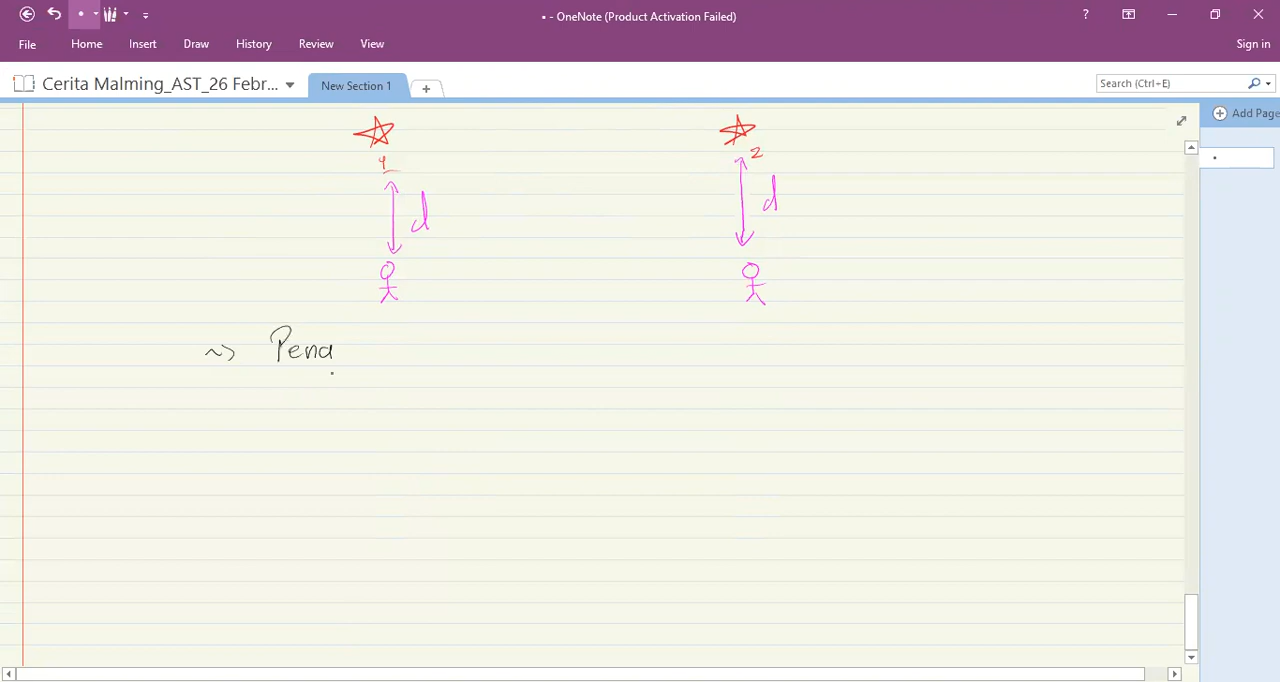 • - OneNote (Product Activation Failed)
?
File Home Insert Draw History Review View
Sign in
Cerita Malming_AST_26 Febr...
New Section 1
+
Search (Ctrl+E)
Add Page
1
2
d
d
~> Pena